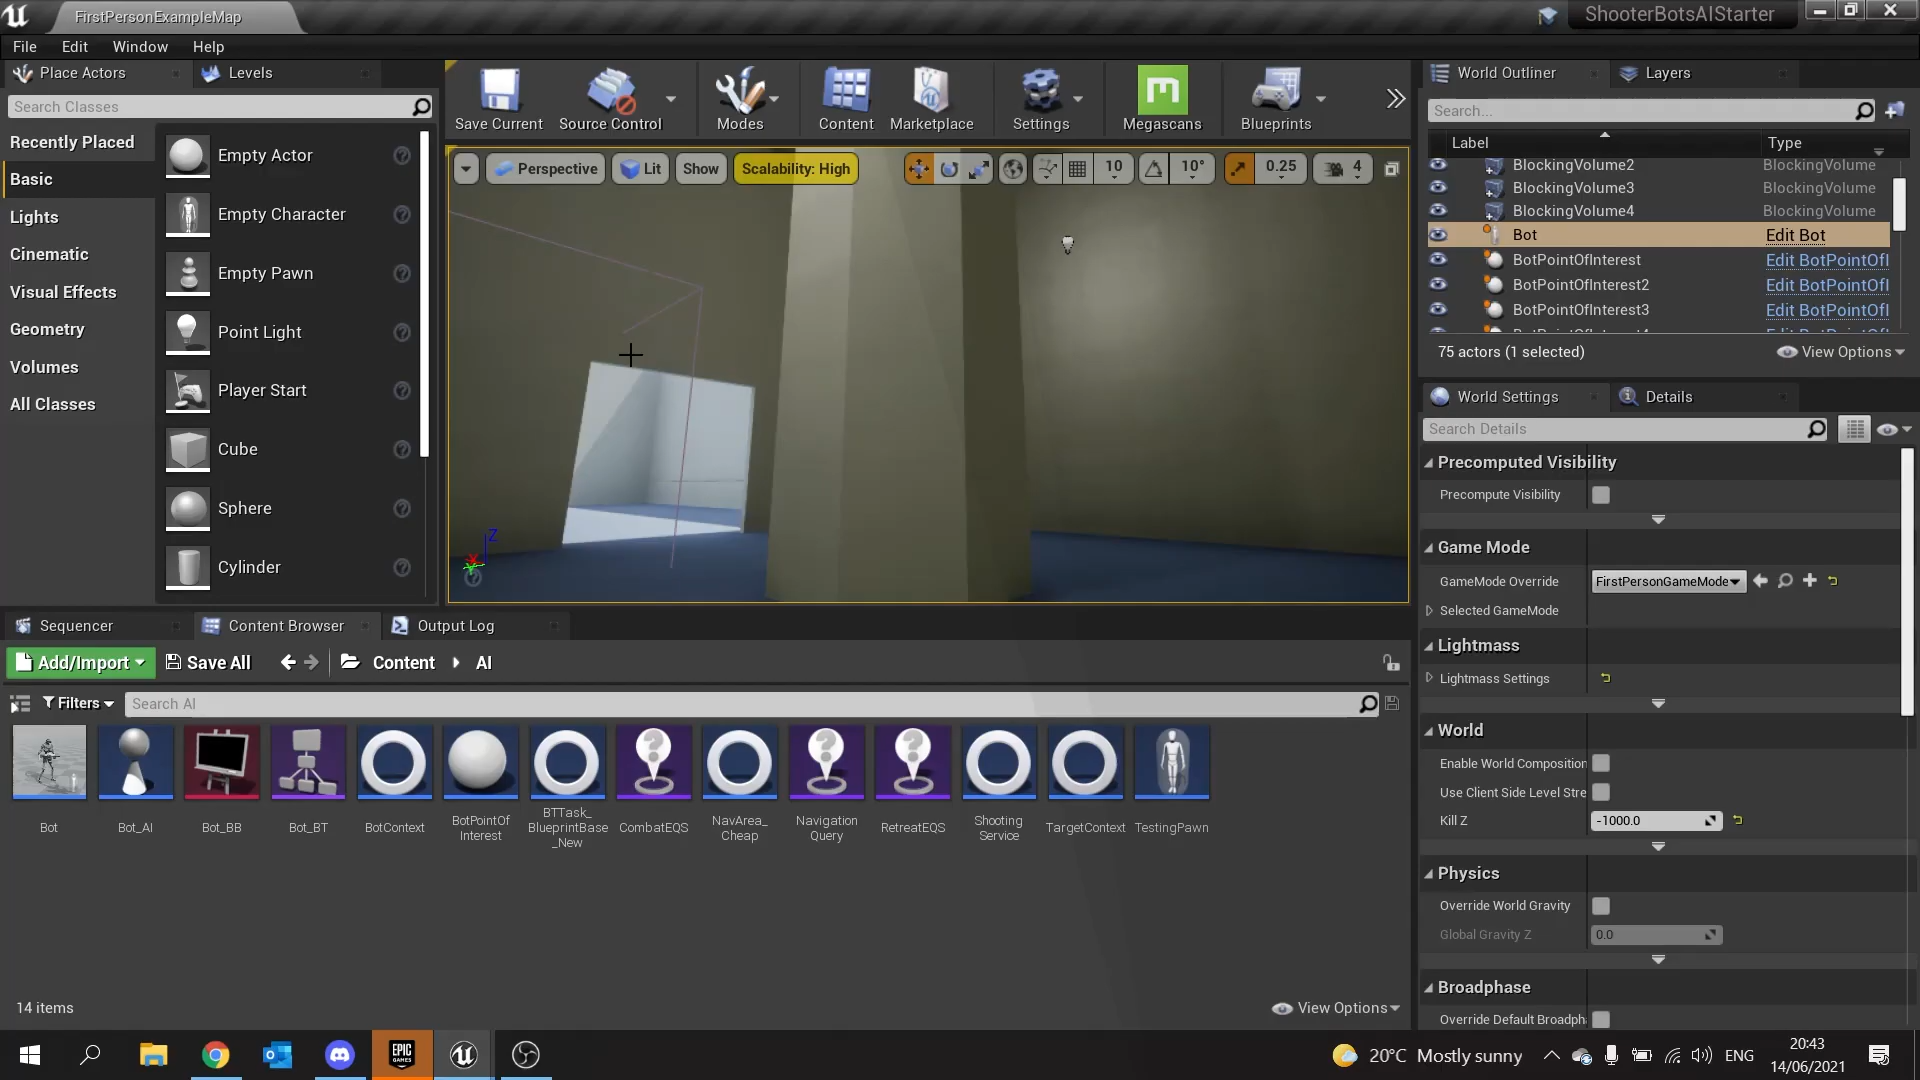 FirstPersonExampleMap
ShooterBotsAIStarter
File Edit Window Help
Place Actors
Levels
Search Classes
Recently Placed
Basic
Lights
Cinematic
Visual Effects
Geometry
Volumes
All Classes
Empty Actor
Empty Character
Empty Pawn
Point Light
Player Start
Cube
Sphere
Cylinder
Save Current
Source Control
Modes
Content
Marketplace
Settings
Megascans
Blueprints
Perspective
Lit
Show
Scalability: High
10
10°
0.25
4
Z
World Outliner
Layers
Search...
Label Type
BlockingVolume2 BlockingVolume
BlockingVolume3 BlockingVolume
BlockingVolume4 BlockingVolume
Bot Edit Bot
BotPointOfInterest Edit BotPointOfI
BotPointOfInterest2 Edit BotPointOfI
BotPointOfInterest3 Edit BotPointOfI
75 actors (1 selected)
View Options
World Settings
Details
Search Details
Precomputed Visibility
Precompute Visibility
Game Mode
GameMode Override FirstPersonGameMode
Selected GameMode
Lightmass
Lightmass Settings
World
Enable World Composition
Use Client Side Level Stre
Kill Z -1000.0
Physics
Override World Gravity
Global Gravity Z 0.0
Broadphase
Override Default Broadph
Sequencer
Content Browser
Output Log
Add/Import
Save All
Content
AI
Filters
Search AI
Bot
Bot_AI
Bot_BB
Bot_BT
BotContext
BotPointOf
Interest
BTTask_
BlueprintBase
_New
CombatEQS
NavArea_
Cheap
Navigation
Query
RetreatEQS
Shooting
Service
TargetContext
TestingPawn
14 items
View Options
EPIC
GAMES
20°C Mostly sunny
ENG
20:43
14/06/2021